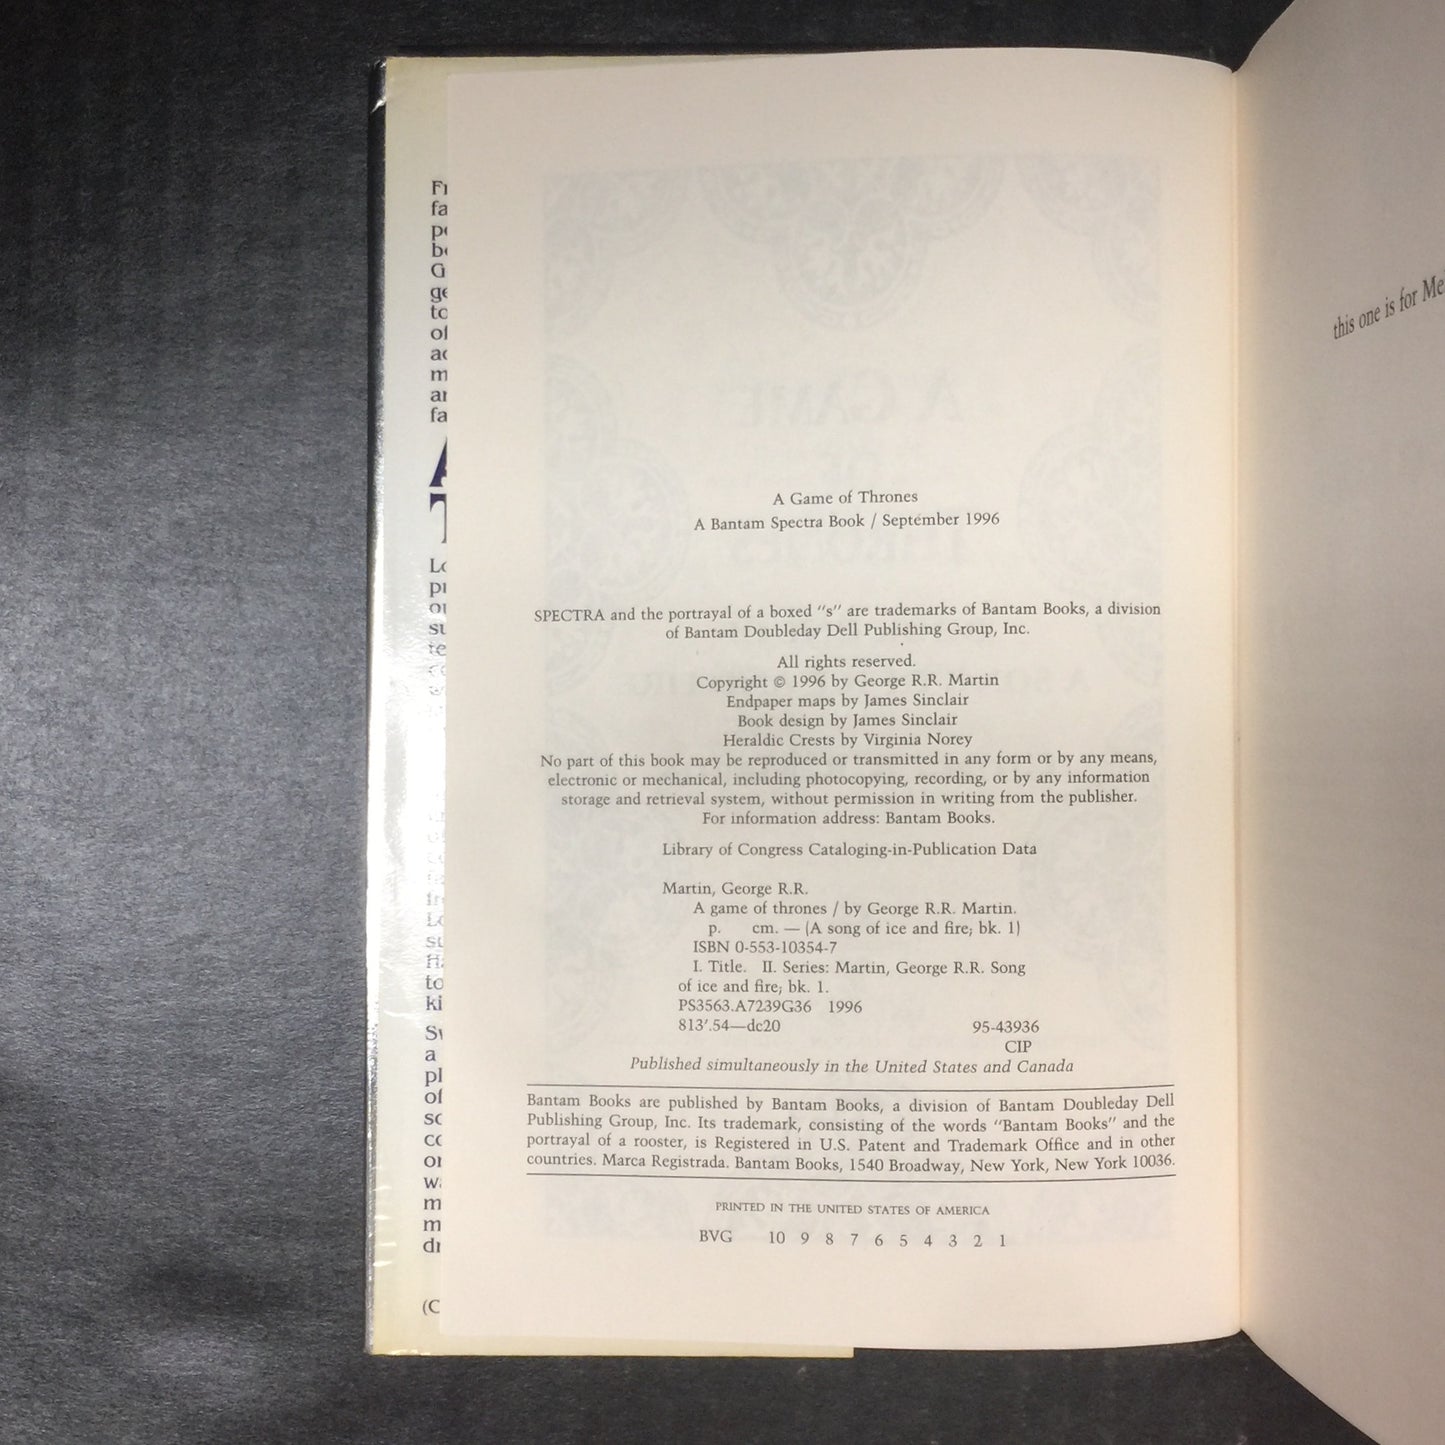 A Game of Thrones
A Bantam Spectra Book / September 1996
SPECTRA and the portrayal of a boxed "s" are trademarks of Bantam Books, a division
of Bantam Doubleday Dell Publishing Group, Inc.
All rights reserved.
Copyright © 1996 by George R.R. Martin
Endpaper maps by James Sinclair
Book design by James Sinclair
Heraldic Crests by Virginia Norey
No part of this book may be reproduced or transmitted in any form or by any means,
electronic or mechanical, including photocopying, recording, or by any information
storage and retrieval system, without permission in writing from the publisher.
For information address: Bantam Books.
Library of Congress Cataloging-in-Publication Data
Martin, George R.R.
A game of thrones / by George R.R. Martin.
p. cm. — (A song of ice and fire; bk. 1)
ISBN 0-553-10354-7
I. Title. II. Series: Martin, George R.R. Song
of ice and fire; bk. 1.
PS3563.A7239G36 1996
813'.54—dc20 95-43936
CIP
Published simultaneously in the United States and Canada
Bantam Books are published by Bantam Books, a division of Bantam Doubleday Dell
Publishing Group, Inc. Its trademark, consisting of the words "Bantam Books" and the
portrayal of a rooster, is Registered in U.S. Patent and Trademark Office and in other
countries. Marca Registrada. Bantam Books, 1540 Broadway, New York, New York 10036.
PRINTED IN THE UNITED STATES OF AMERICA
BVG 10 9 8 7 6 5 4 3 2 1
this one is for Me